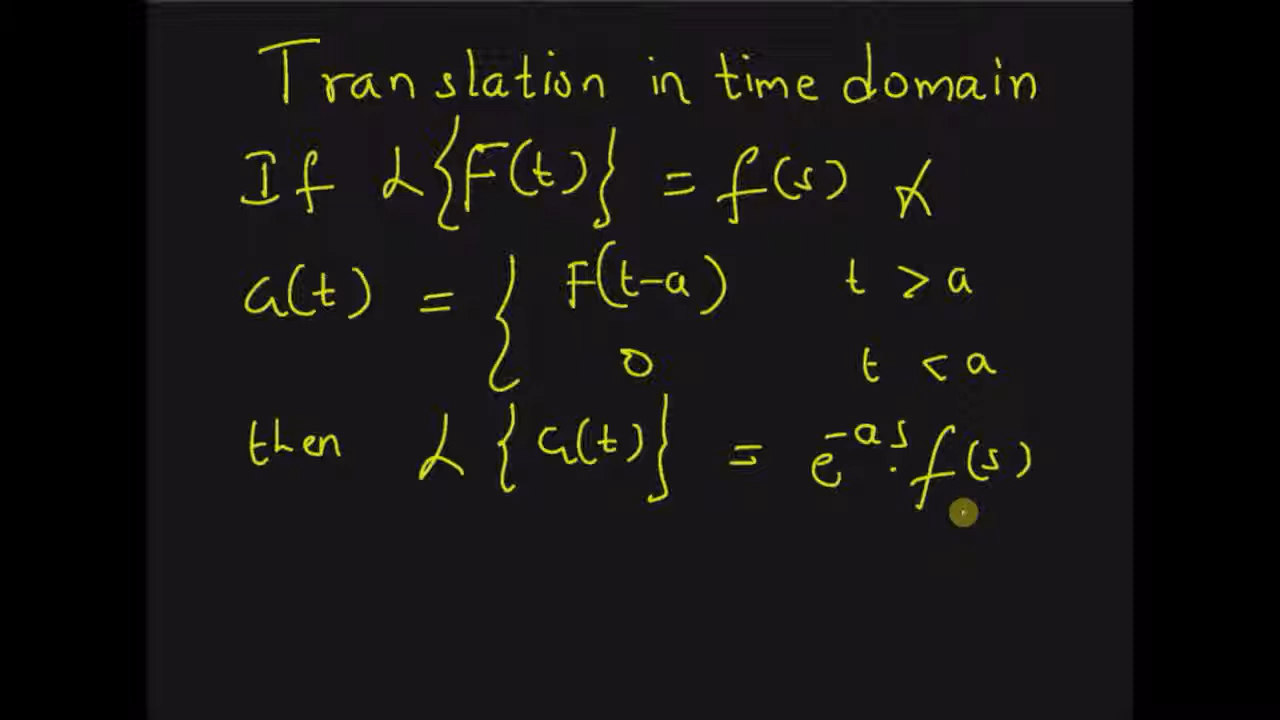 Translation in time domain
If L{F(t)} = f(s) &
G(t) = { F(t-a) t > a
0 t < a
then L{G(t)} = e^{-as}. f(s)